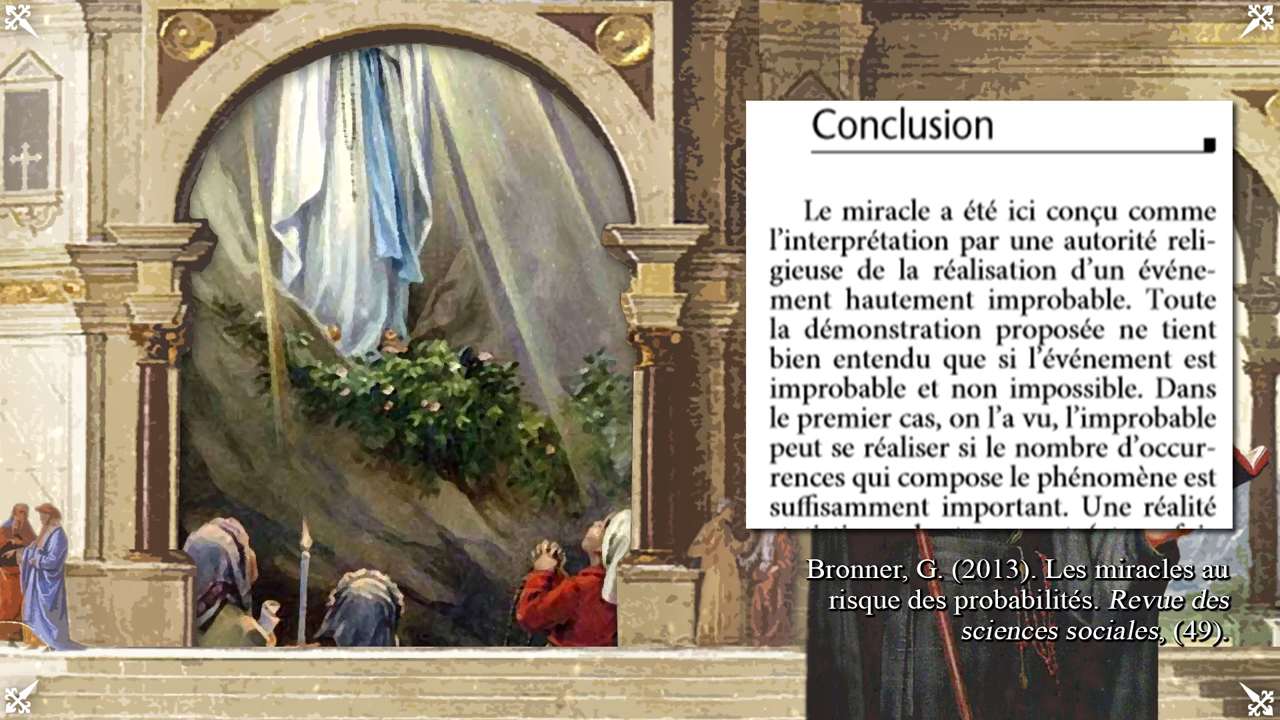 Conclusion
Le miracle a été ici conçu comme
l'interprétation par une autorité reli-
gieuse de la réalisation d'un événe-
ment hautement improbable. Toute
la démonstration proposée ne tient
bien entendu que si l'événement est
improbable et non impossible. Dans
le premier cas, on l'a vu, l'improbable
peut se réaliser si le nombre d'occur-
rences qui compose le phénomène est
suffisamment important. Une réalité
Bronner, G. (2013). Les miracles au
risque des probabilités. Revue des
sciences sociales, (49).